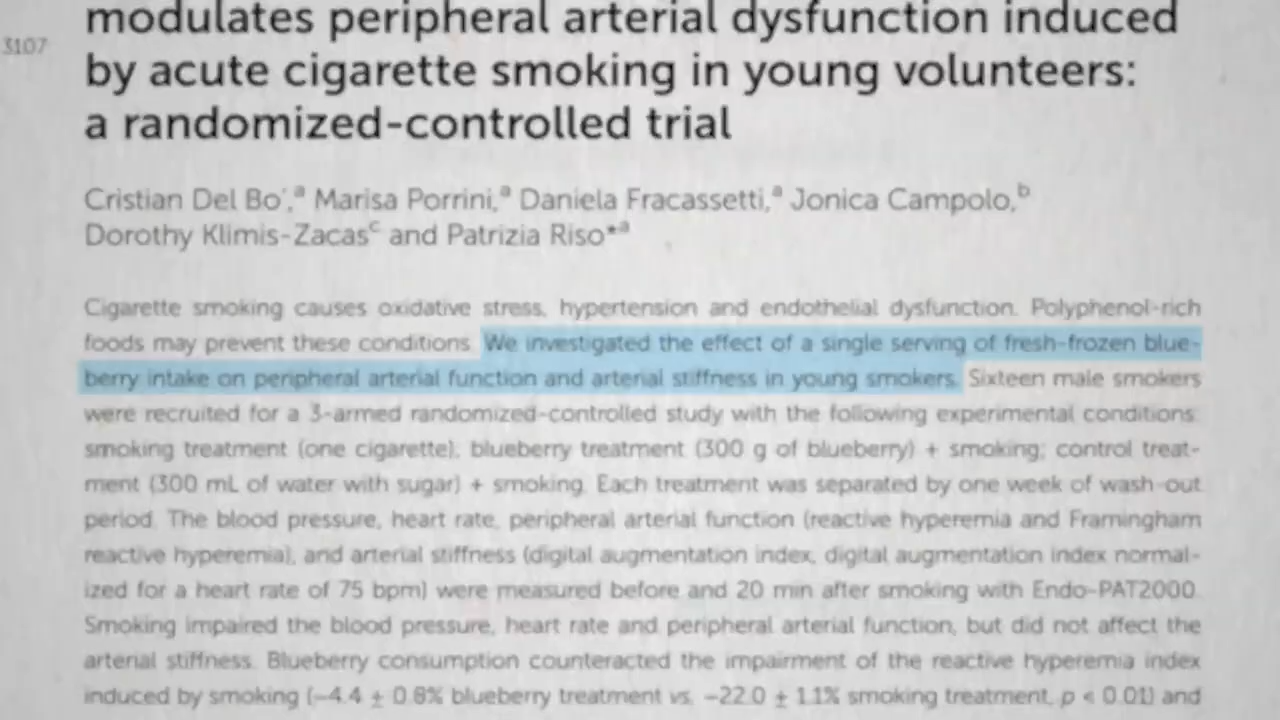 modulates peripheral arterial dysfunction induced
3107
by acute cigarette smoking in young volunteers:
a randomized-controlled trial
Cristian Del Bo',ᵃ Marisa Porrini,ᵃ Daniela Fracassetti,ᵃ Jonica Campolo,ᵇ
Dorothy Klimis-Zacasᶜ and Patrizia Riso*ᵃ
Cigarette smoking causes oxidative stress, hypertension and endothelial dysfunction. Polyphenol-rich
foods may prevent these conditions. We investigated the effect of a single serving of fresh-frozen blue-
berry intake on peripheral arterial function and arterial stiffness in young smokers. Sixteen male smokers
were recruited for a 3-armed randomized-controlled study with the following experimental conditions:
smoking treatment (one cigarette); blueberry treatment (300 g of blueberry) + smoking; control treat-
ment (300 mL of water with sugar) + smoking. Each treatment was separated by one week of wash-out
period. The blood pressure, heart rate, peripheral arterial function (reactive hyperemia and Framingham
reactive hyperemia), and arterial stiffness (digital augmentation index, digital augmentation index normal-
ized for a heart rate of 75 bpm) were measured before and 20 min after smoking with Endo-PAT2000.
Smoking impaired the blood pressure, heart rate and peripheral arterial function, but did not affect the
arterial stiffness. Blueberry consumption counteracted the impairment of the reactive hyperemia index
induced by smoking (−4.4 ± 0.8% blueberry treatment vs. −22.0 ± 1.1% smoking treatment, p < 0.01) and